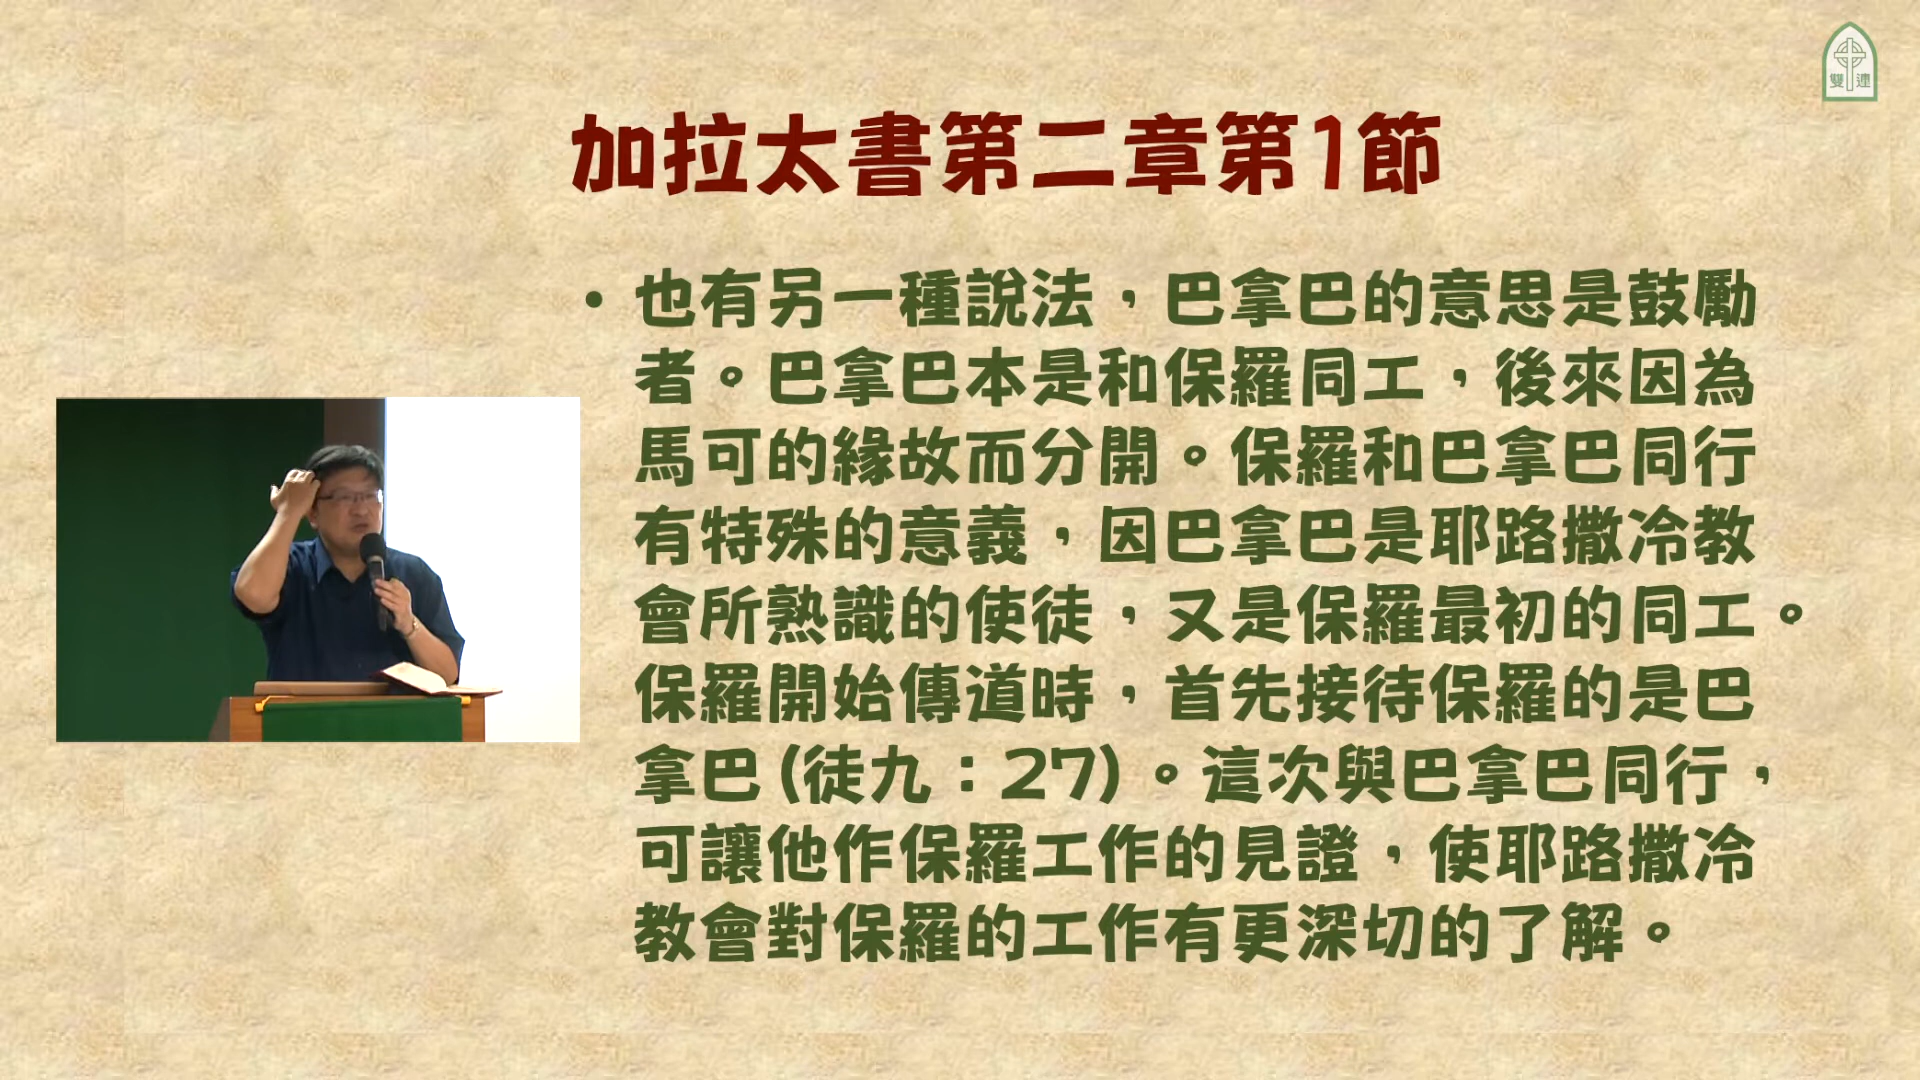 雙連
加拉太書第二章第1節
• 也有另一種說法，巴拿巴的意思是鼓勵
者。巴拿巴本是和保羅同工，後來因為
馬可的緣故而分開。保羅和巴拿巴同行
有特殊的意義，因巴拿巴是耶路撒冷教
會所熟識的使徒，又是保羅最初的同工。
保羅開始傳道時，首先接待保羅的是巴
拿巴(徒九：27)。這次與巴拿巴同行，
可讓他作保羅工作的見證，使耶路撒冷
教會對保羅的工作有更深切的了解。